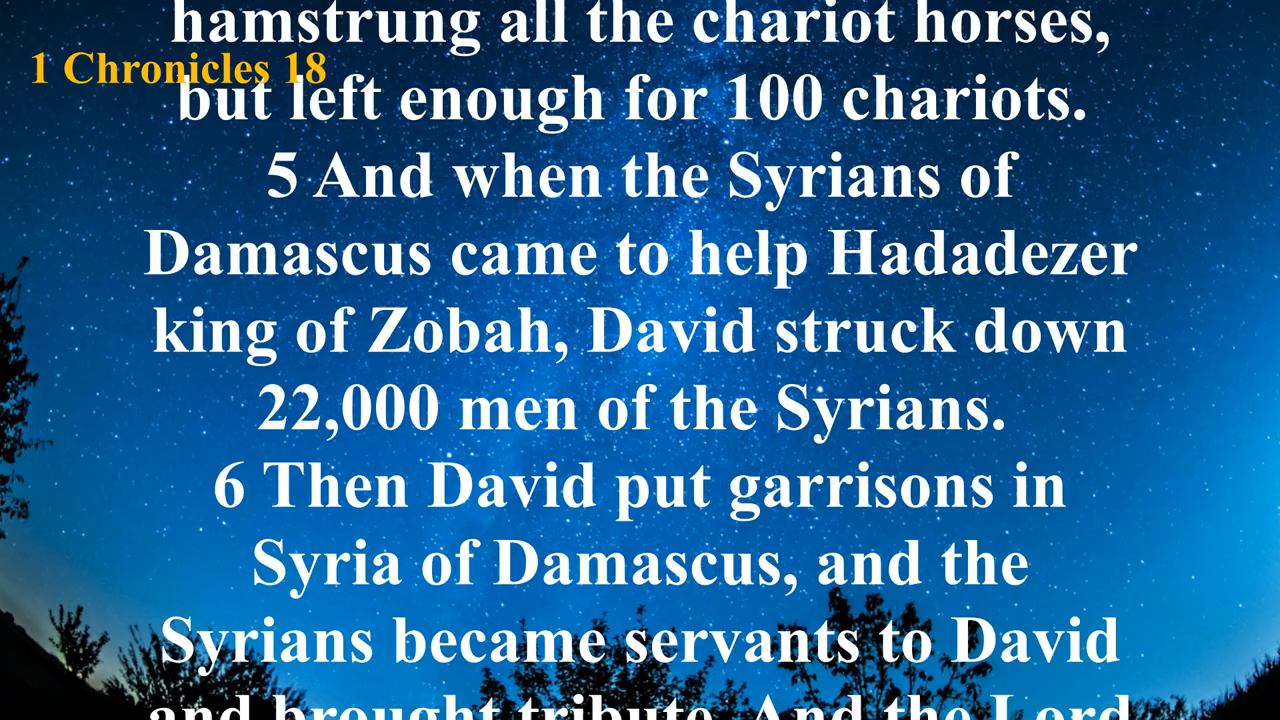 hamstrung all the chariot horses,
1 Chronicles 18
but left enough for 100 chariots.
5 And when the Syrians of
Damascus came to help Hadadezer
king of Zobah, David struck down
22,000 men of the Syrians.
6 Then David put garrisons in
Syria of Damascus, and the
Syrians became servants to David
and brought tribute. And the Lord